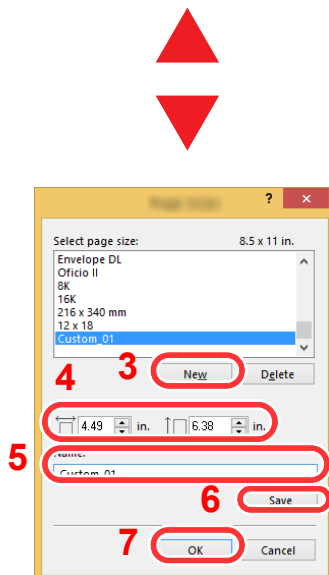 ? ×
Select page size: 8.5 x 11 in.
Envelope DL
Oficio II
8K
16K
216 x 340 mm
12 x 18
Custom_01
3 New Delete
4
4.49 in. 6.38 in.
Name:
5 Custom_01
6 Save
7 OK Cancel